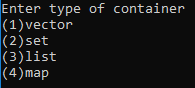 Enter type of container
(1)vector
(2)set
(3)list
(4)map